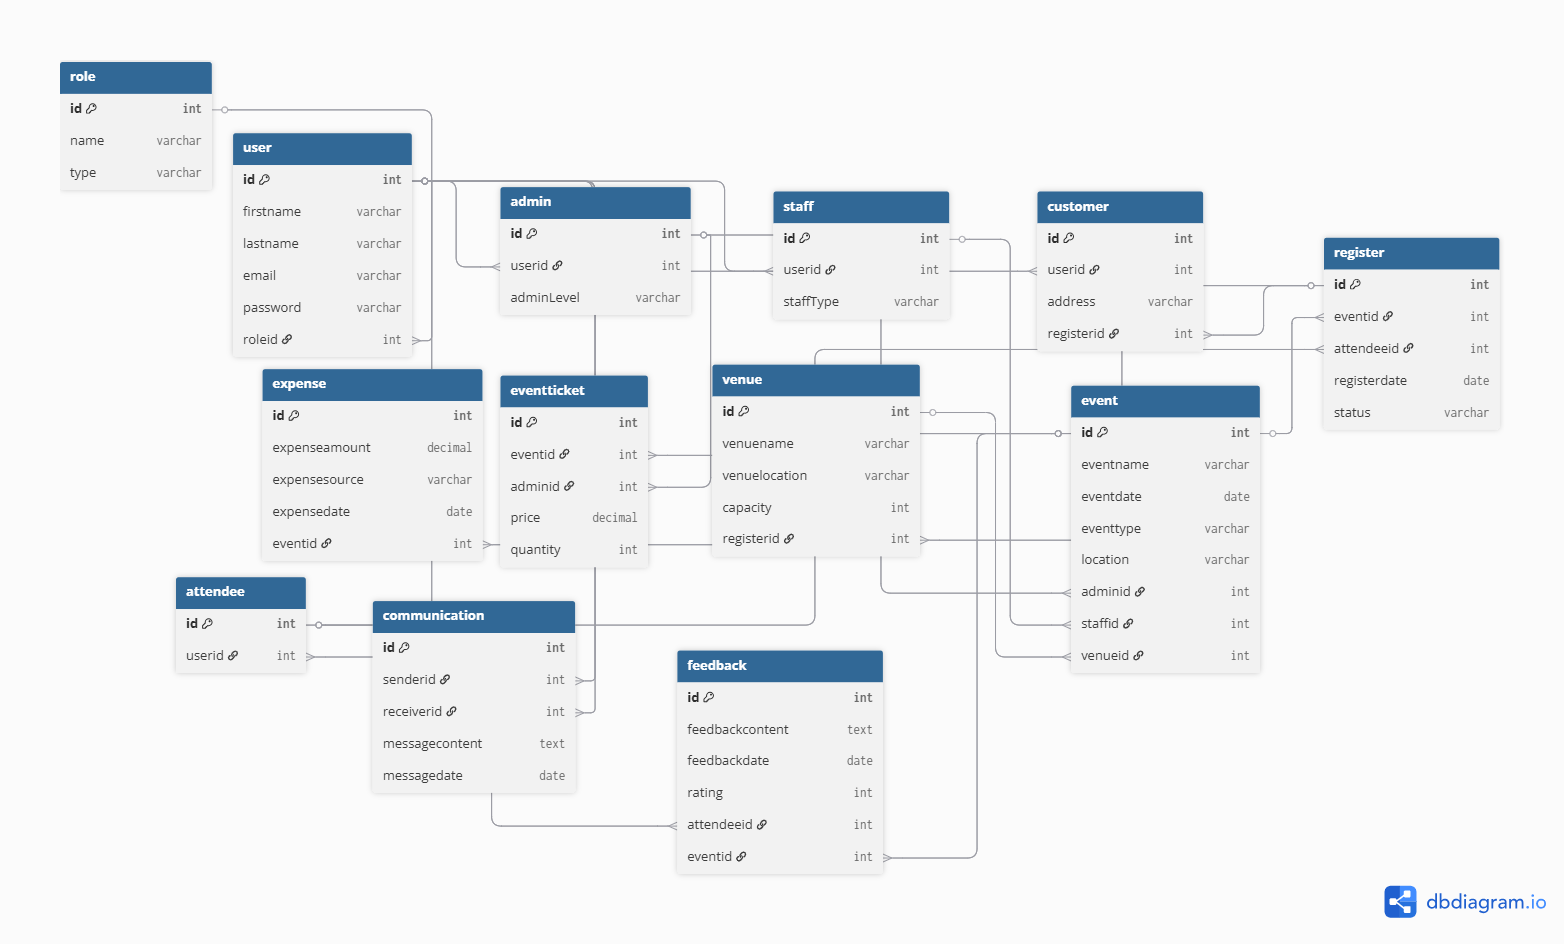 role
id int
name varchar
type varchar
user
id int
firstname varchar
lastname varchar
email varchar
password varchar
roleid int
admin
id int
userid int
adminLevel varchar
staff
id int
userid int
staffType varchar
customer
id int
userid int
address varchar
registerid int
register
id int
eventid int
attendeeid int
registerdate date
status varchar
expense
id int
expenseamount decimal
expensesource varchar
expensedate date
eventid int
eventticket
id int
eventid int
adminid int
price decimal
quantity int
venue
id int
venuename varchar
venuelocation varchar
capacity int
registerid int
event
id int
eventname varchar
eventdate date
eventtype varchar
location varchar
adminid int
staffid int
venueid int
attendee
id int
userid int
communication
id int
senderid int
receiverid int
messagecontent text
messagedate date
feedback
id int
feedbackcontent text
feedbackdate date
rating int
attendeeid int
eventid int
dbdiagram.io